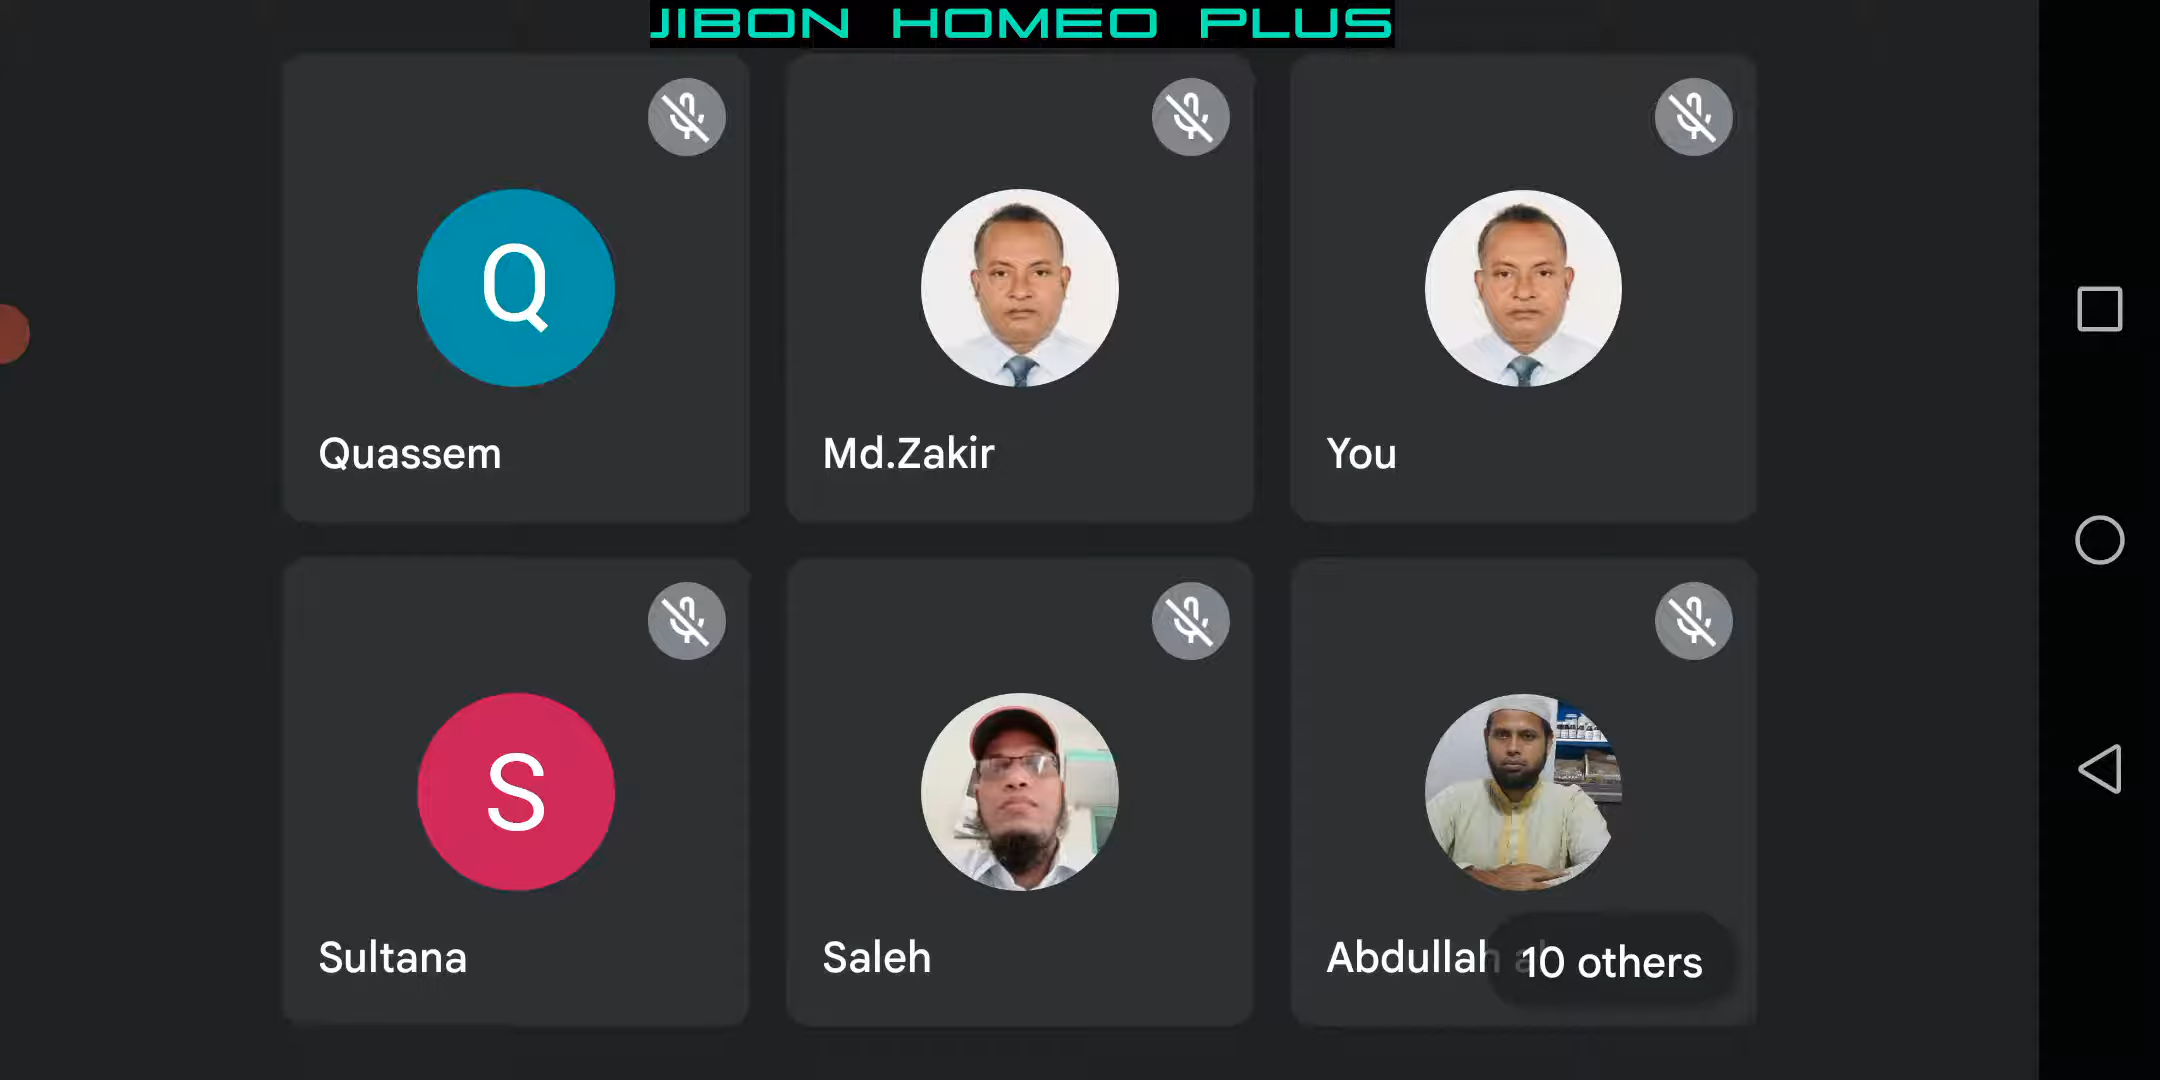 JIBON HOMEO PLUS
Q
Quassem
Md.Zakir
You
S
Sultana
Saleh
Abdullah
10 others